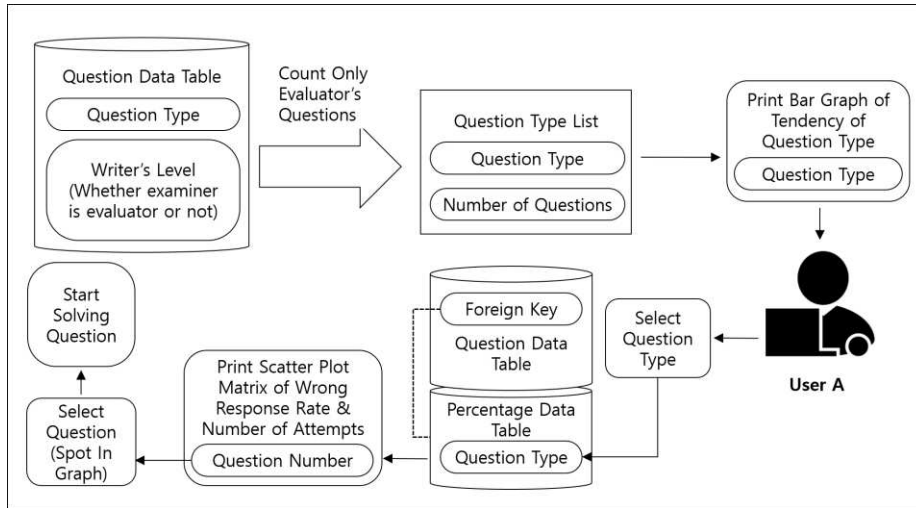 Question Data Table
Question Type
Writer's Level
(Whether examiner
is evaluator or not)
Count Only
Evaluator's
Questions
Question Type List
Question Type
Number of Questions
Print Bar Graph of
Tendency of
Question Type
Question Type
User A
Select
Question
Type
Foreign Key
Question Data
Table
Percentage Data
Table
Question Type
Print Scatter Plot
Matrix of Wrong
Response Rate &
Number of Attempts
Question Number
Select
Question
(Spot In
Graph)
Start
Solving
Question